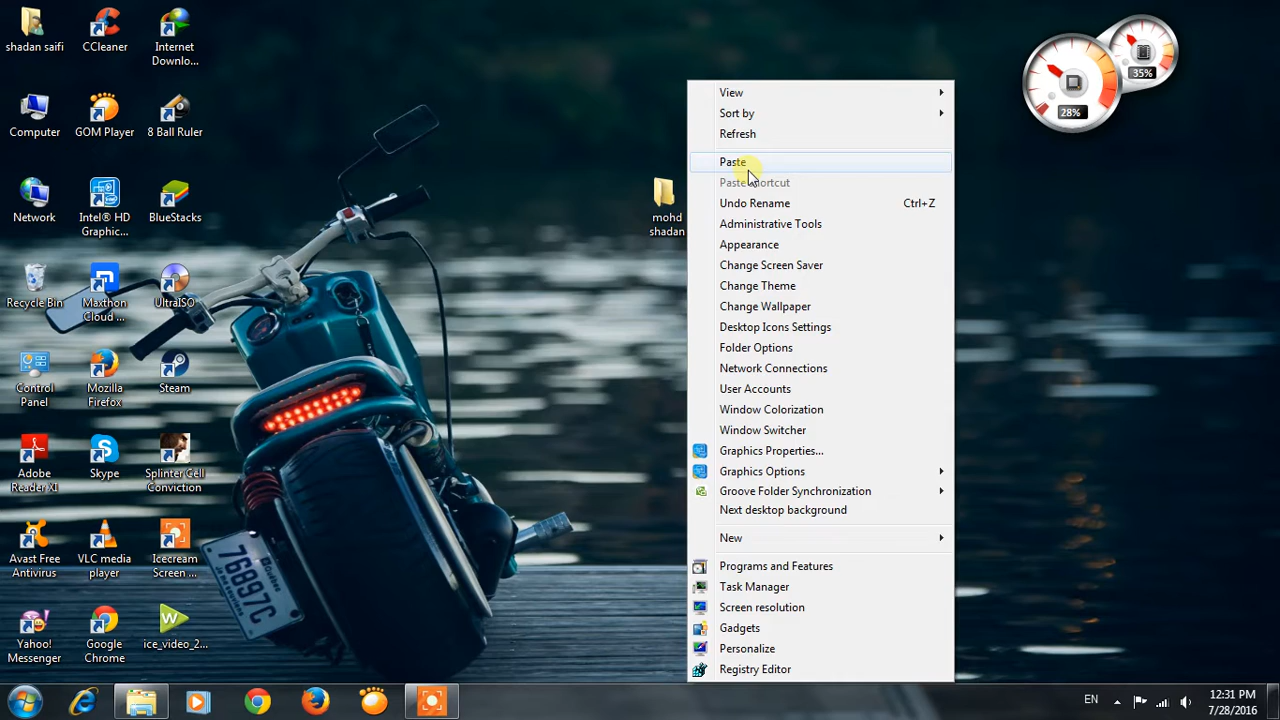 shadan saifi
CCleaner
Internet
Downlo...
Computer
GOM Player
8 Ball Ruler
Network
Intel® HD
Graphic...
BlueStacks
Recycle Bin
Maxthon
Cloud ...
UltraISO
Control
Panel
Mozilla
Firefox
Steam
Adobe
Reader XI
Skype
Splinter Cell
Conviction
Avast Free
Antivirus
VLC media
player
Icecream
Screen ...
Yahoo!
Messenger
Google
Chrome
ice_video_2...
mohd
shadan
76897C
View
Sort by
Refresh
Paste
Paste shortcut
Undo Rename Ctrl+Z
Administrative Tools
Appearance
Change Screen Saver
Change Theme
Change Wallpaper
Desktop Icons Settings
Folder Options
Network Connections
User Accounts
Window Colorization
Window Switcher
Graphics Properties...
Graphics Options
Groove Folder Synchronization
Next desktop background
New
Programs and Features
Task Manager
Screen resolution
Gadgets
Personalize
Registry Editor
35%
28%
EN
12:31 PM
7/28/2016